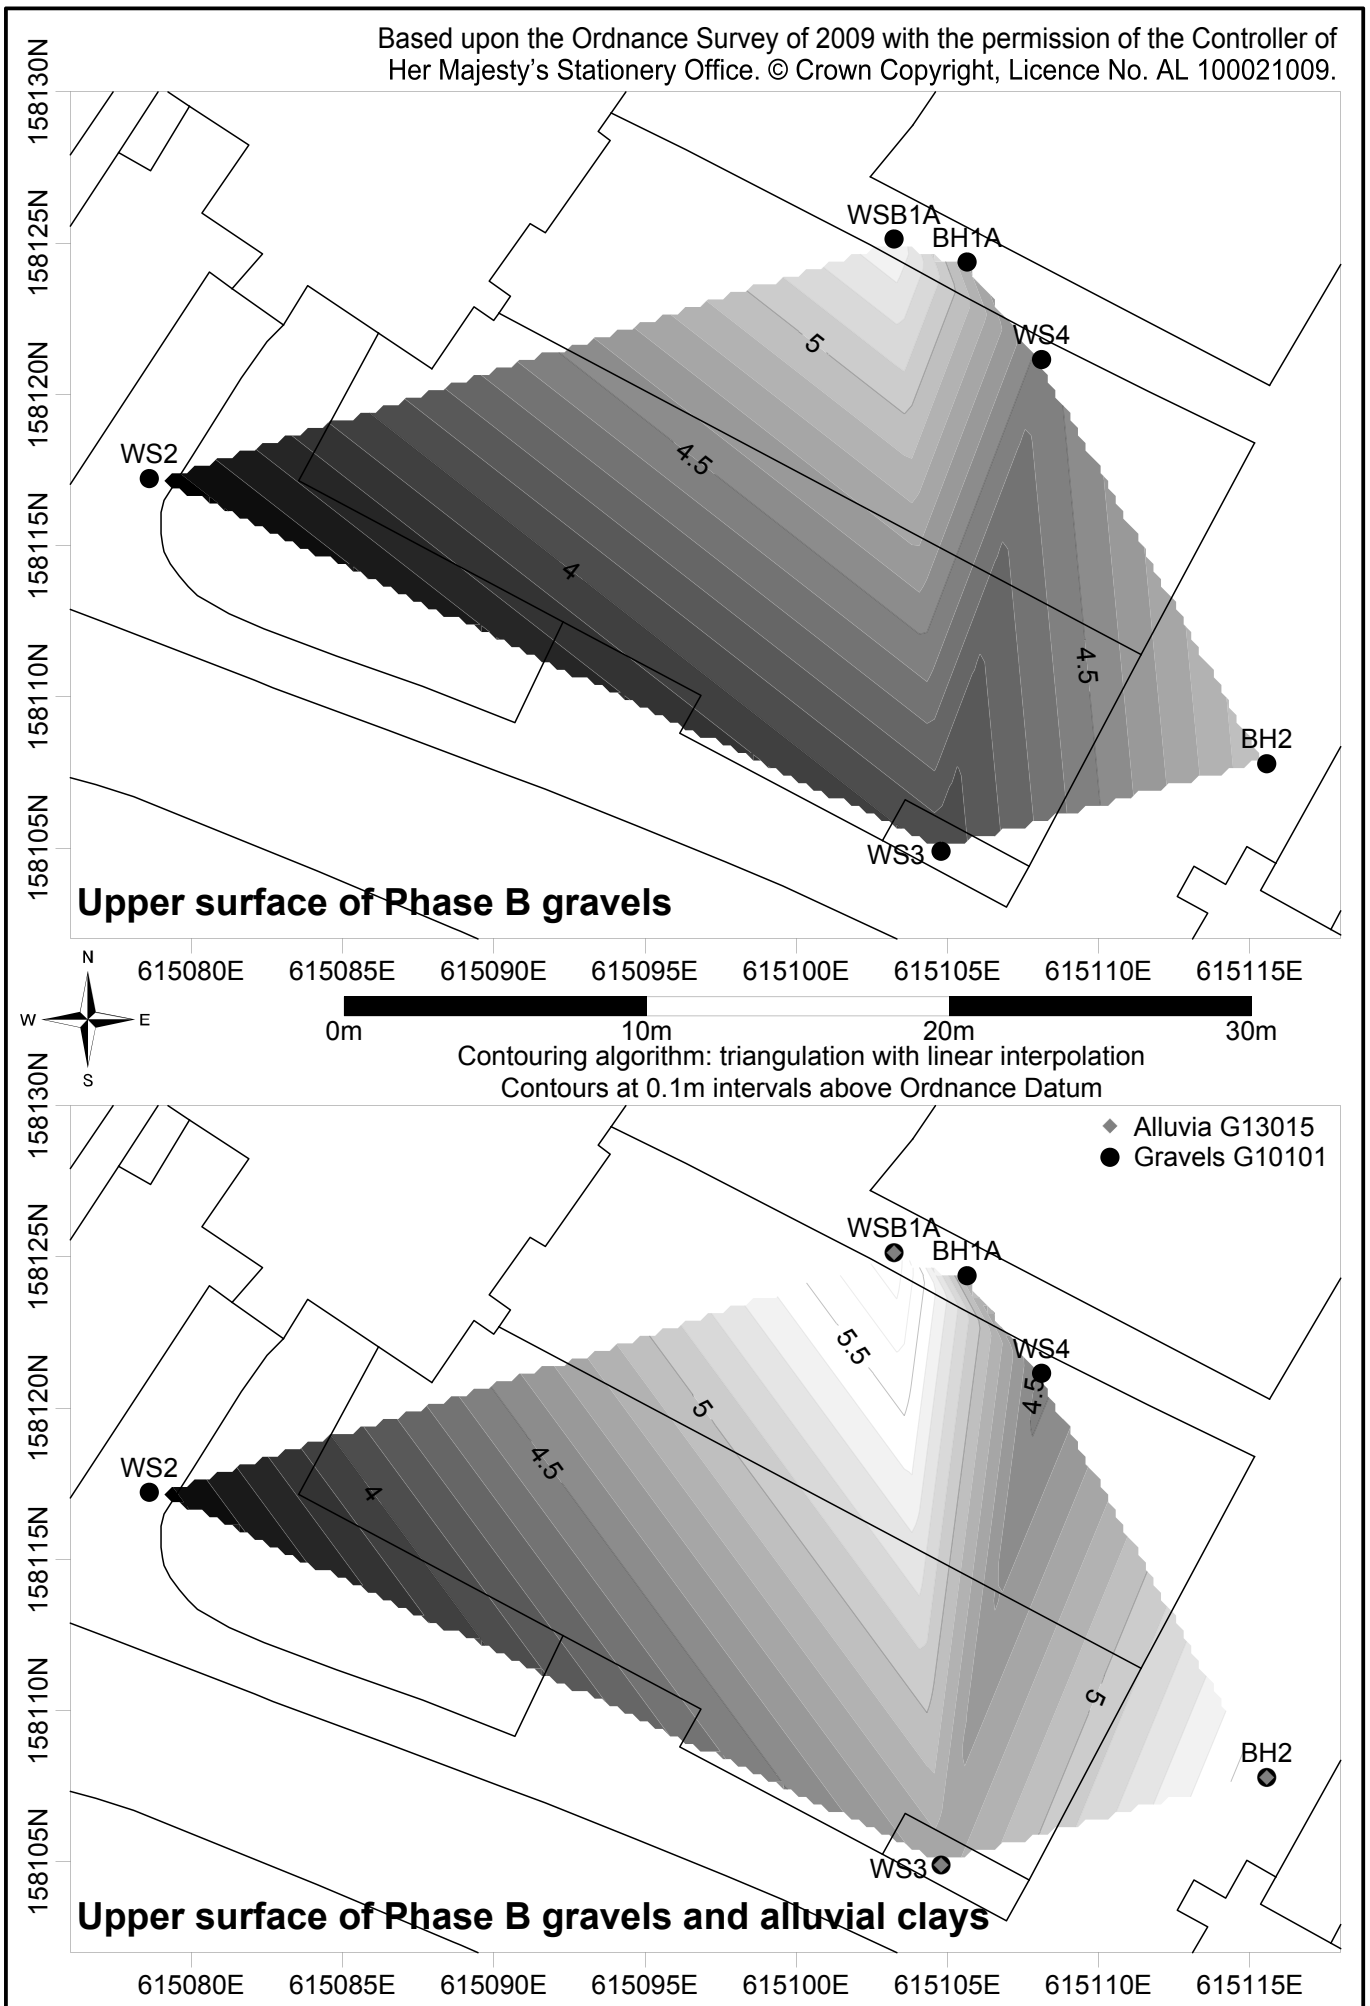 Based upon the Ordnance Survey of 2009 with the permission of the Controller of
Her Majesty's Stationery Office. © Crown Copyright, Licence No. AL 100021009.
158130N
158125N
158120N
158115N
158110N
158105N
WSB1A
BH1A
WS4
WS2
BH2
WS3
5
4.5
4
4.5
Upper surface of Phase B gravels
615080E 615085E 615090E 615095E 615100E 615105E 615110E 615115E
N
W E
S
0m 10m 20m 30m
Contouring algorithm: triangulation with linear interpolation
Contours at 0.1m intervals above Ordnance Datum
Alluvia G13015
Gravels G10101
158130N
158125N
158120N
158115N
158110N
158105N
WSB1A
BH1A
WS4
WS2
BH2
WS3
5.5
4.5
5
4.5
4
5
Upper surface of Phase B gravels and alluvial clays
615080E 615085E 615090E 615095E 615100E 615105E 615110E 615115E